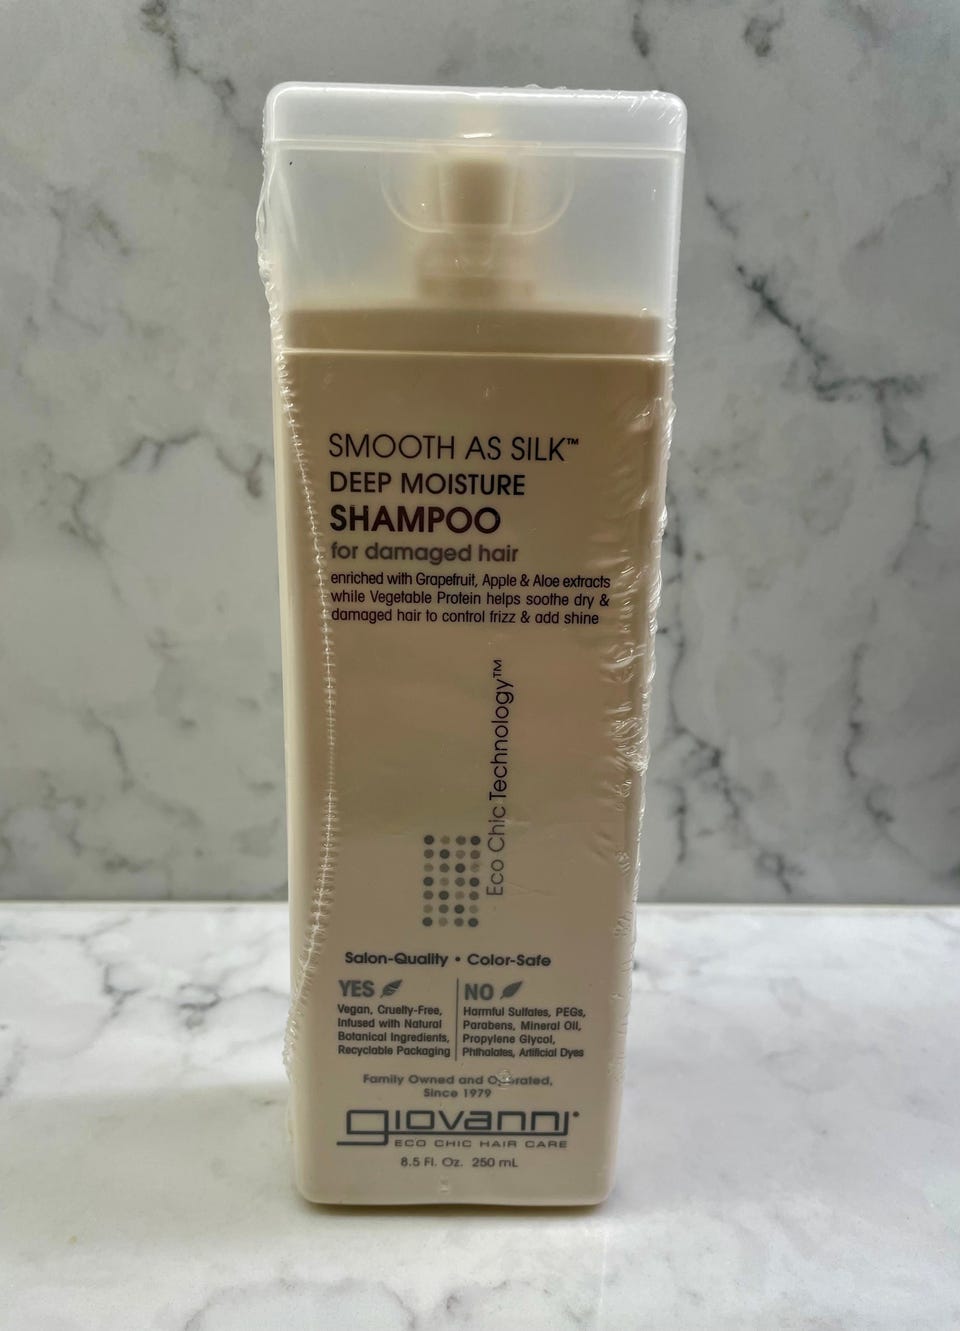 SMOOTH AS SILK™
DEEP MOISTURE
SHAMPOO
for damaged hair
enriched with Grapefruit, Apple & Aloe extracts
while Vegetable Protein helps soothe dry &
damaged hair to control frizz & add shine
Eco Chic Technology™
Salon-Quality • Color-Safe
YES
Vegan, Cruelty-Free,
Infused with Natural
Botanical Ingredients,
Recyclable Packaging
NO
Harmful Sulfates, PEGs,
Parabens, Mineral Oil,
Propylene Glycol,
Phthalates, Artificial Dyes
Family Owned and Operated,
Since 1979
giovanni
ECO CHIC HAIR CARE
8.5 Fl. Oz. 250 mL